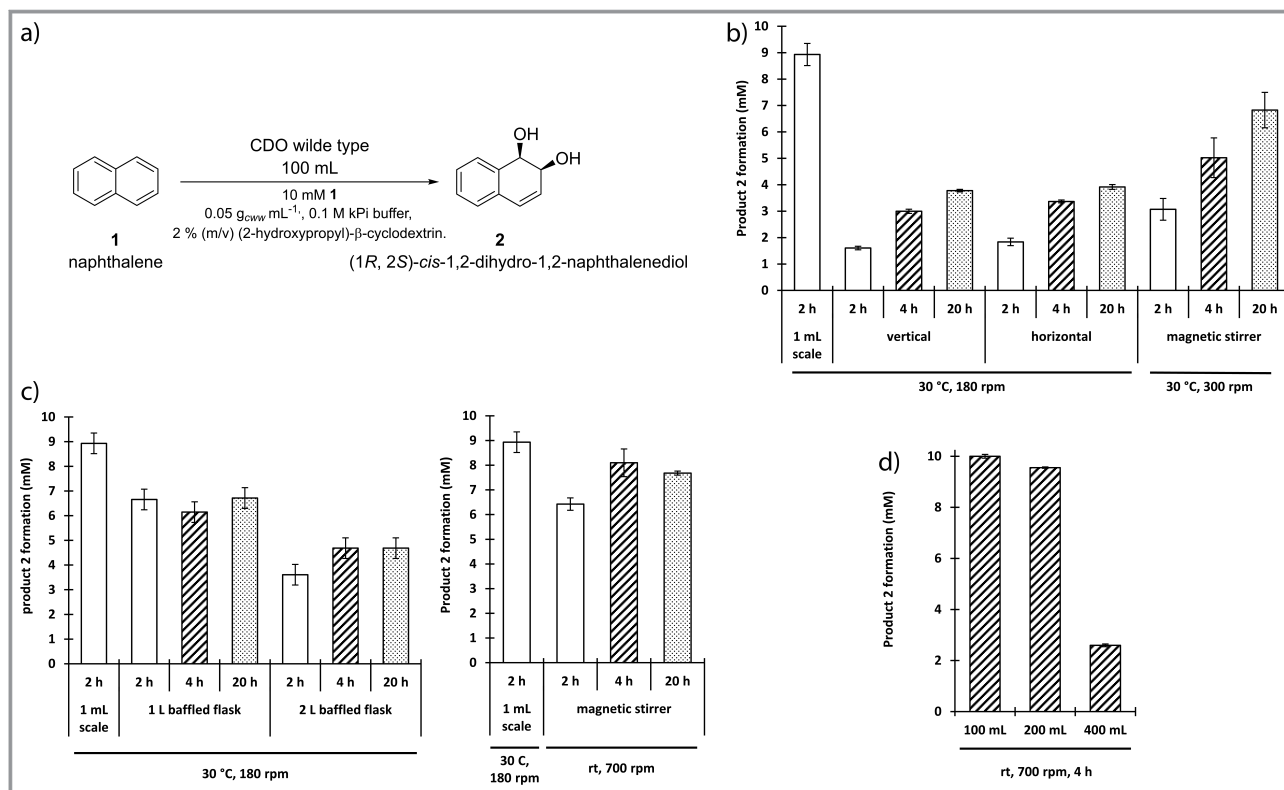 a)
OH
OH
CDO wilde type
100 mL
10 mM 1
0.05 gcww mL-1,, 0.1 M kPi buffer,
2 % (m/v) (2-hydroxypropyl)-β-cyclodextrin.
1
naphthalene
2
(1R, 2S)-cis-1,2-dihydro-1,2-naphthalenediol
b)
Product 2 formation (mM)
10
9
8
7
6
5
4
3
2
1
0
2 h 2 h 4 h 20 h 2 h 4 h 20 h 2 h 4 h 20 h
1 mL scale vertical horizontal magnetic stirrer
30 °C, 180 rpm 30 °C, 300 rpm
c)
product 2 formation (mM)
10
9
8
7
6
5
4
3
2
1
0
2 h 2 h 4 h 20 h 2 h 4 h 20 h
1 mL scale 1 L baffled flask 2 L baffled flask
30 °C, 180 rpm
Product 2 formation (mM)
10
9
8
7
6
5
4
3
2
1
0
2 h 2 h 4 h 20 h
1 mL scale magnetic stirrer
30 C, 180 rpm rt, 700 rpm
d)
Product 2 formation (mM)
10
8
6
4
2
0
100 mL 200 mL 400 mL
rt, 700 rpm, 4 h